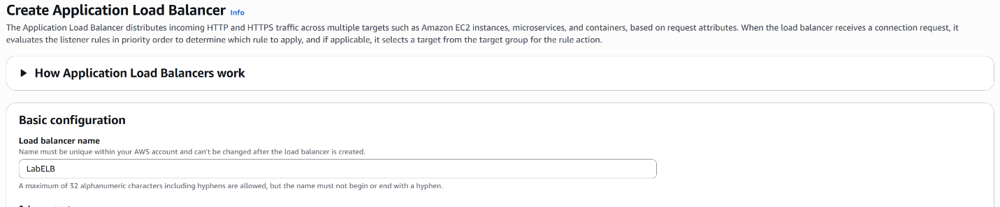 Create Application Load Balancer Info
The Application Load Balancer distributes incoming HTTP and HTTPS traffic across multiple targets such as Amazon EC2 instances, microservices, and containers, based on request attributes. When the load balancer receives a connection request, it
evaluates the listener rules in priority order to determine which rule to apply, and if applicable, it selects a target from the target group for the rule action.
How Application Load Balancers work
Basic configuration
Load balancer name
Name must be unique within your AWS account and can't be changed after the load balancer is created.
LabELB
A maximum of 32 alphanumeric characters including hyphens are allowed, but the name must not begin or end with a hyphen.